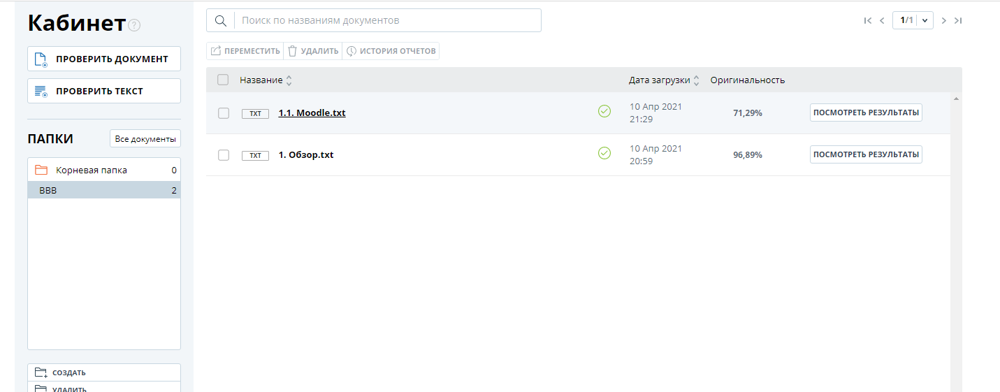 Кабинет ?
ПРОВЕРИТЬ ДОКУМЕНТ
ПРОВЕРИТЬ ТЕКСТ
ПАПКИ Все документы
Корневая папка 0
ВВВ 2
СОЗДАТЬ
УДАЛИТЬ
Поиск по названиям документов
1/1
ПЕРЕМЕСТИТЬ УДАЛИТЬ ИСТОРИЯ ОТЧЕТОВ
Название Дата загрузки Оригинальность
TXT 1.1. Moodle.txt 10 Апр 2021 71,29% ПОСМОТРЕТЬ РЕЗУЛЬТАТЫ
21:29
TXT 1. Обзор.txt 10 Апр 2021 96,89% ПОСМОТРЕТЬ РЕЗУЛЬТАТЫ
20:59